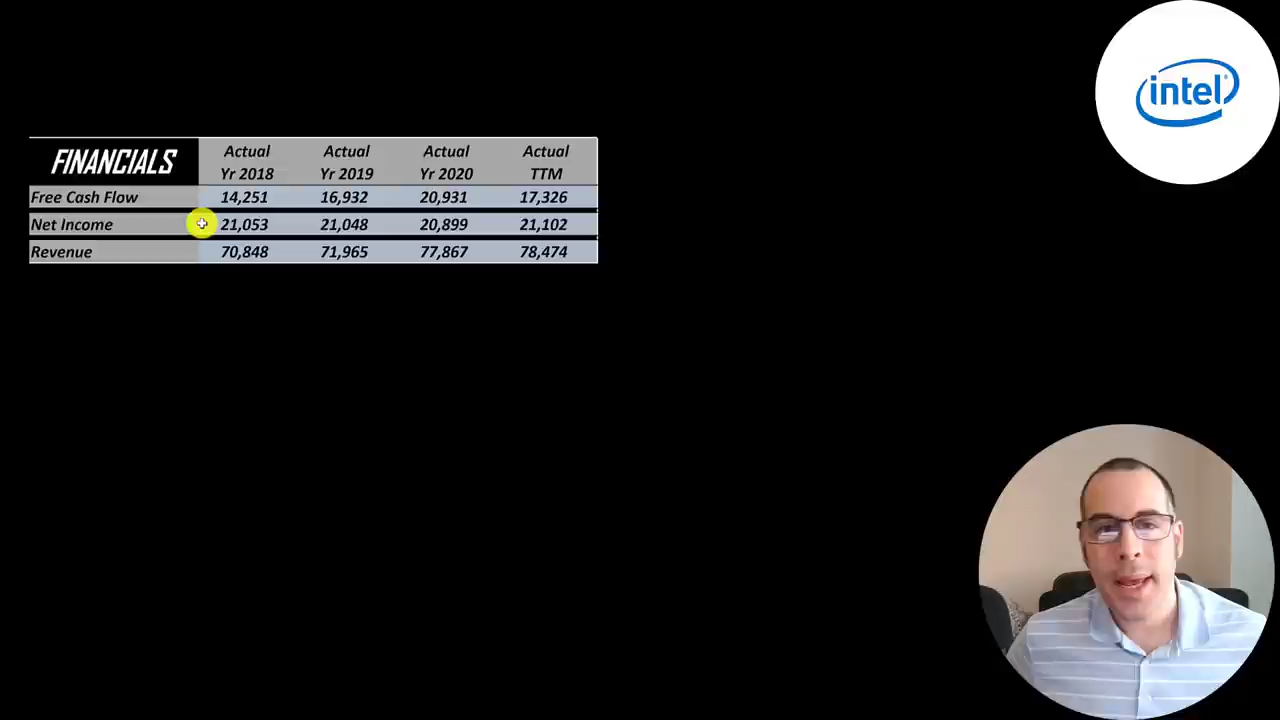 intel
FINANCIALS
Actual Actual Actual Actual
Yr 2018 Yr 2019 Yr 2020 TTM
Free Cash Flow 14,251 16,932 20,931 17,326
Net Income 21,053 21,048 20,899 21,102
Revenue 70,848 71,965 77,867 78,474